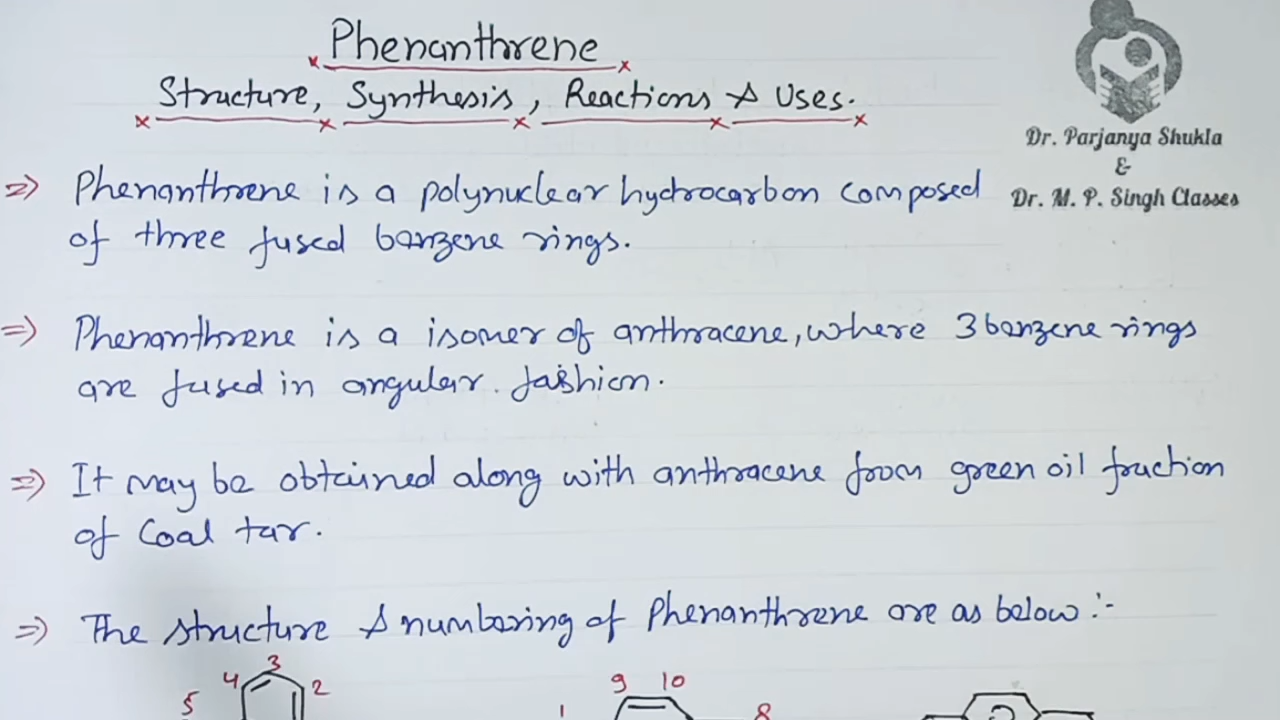 Phenanthrene
Structure, Synthesis, Reactions & Uses.
Dr. Parjanya Shukla
&
Dr. M. P. Singh Classes
=> Phenanthrene is a polynuclear hydrocarbon composed
of three fused banzene rings.
=> Phenanthrene is a isomer of anthracene, where 3 banzene rings
are fused in angular. fashion.
=> It may be obtained along with anthracene from green oil fraction
of Coal tar.
=> The structure & numbaring of Phenanthrene are as below :-
5 4 3 2
1 9 10 8